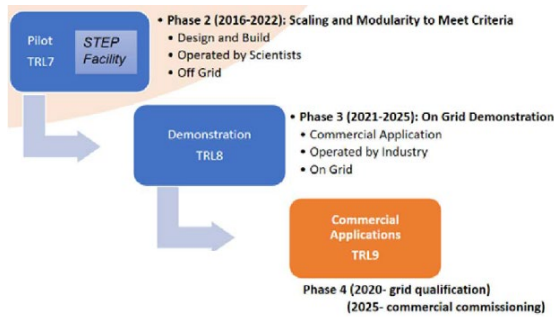 Phase 2 (2016-2022): Scaling and Modularity to Meet Criteria
Pilot
TRL7
STEP
Facility
• Design and Build
• Operated by Scientists
• Off Grid
• Phase 3 (2021-2025): On Grid Demonstration
Demonstration
TRL8
• Commercial Application
• Operated by Industry
• On Grid
Commercial
Applications
TRL9
Phase 4 (2020- grid qualification)
(2025- commercial commissioning)